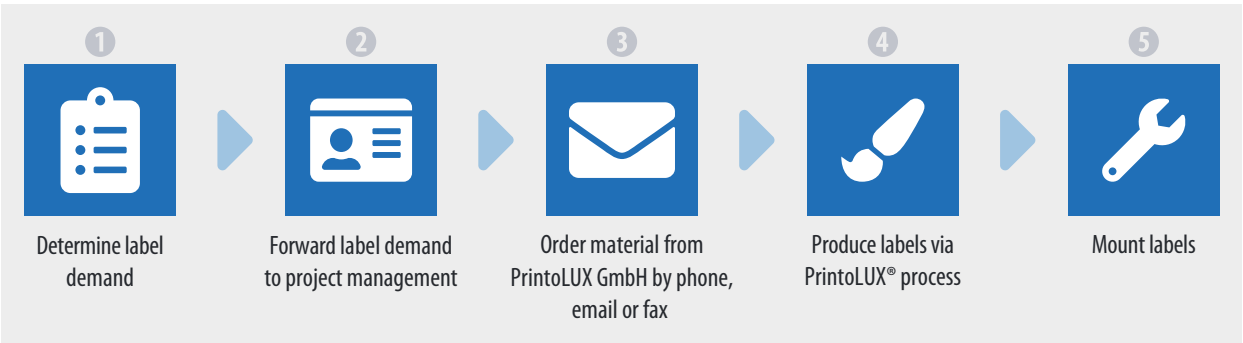 1
Determine label
demand
2
Forward label demand
to project management
3
Order material from
PrintoLUX GmbH by phone,
email or fax
4
Produce labels via
PrintoLUX® process
5
Mount labels